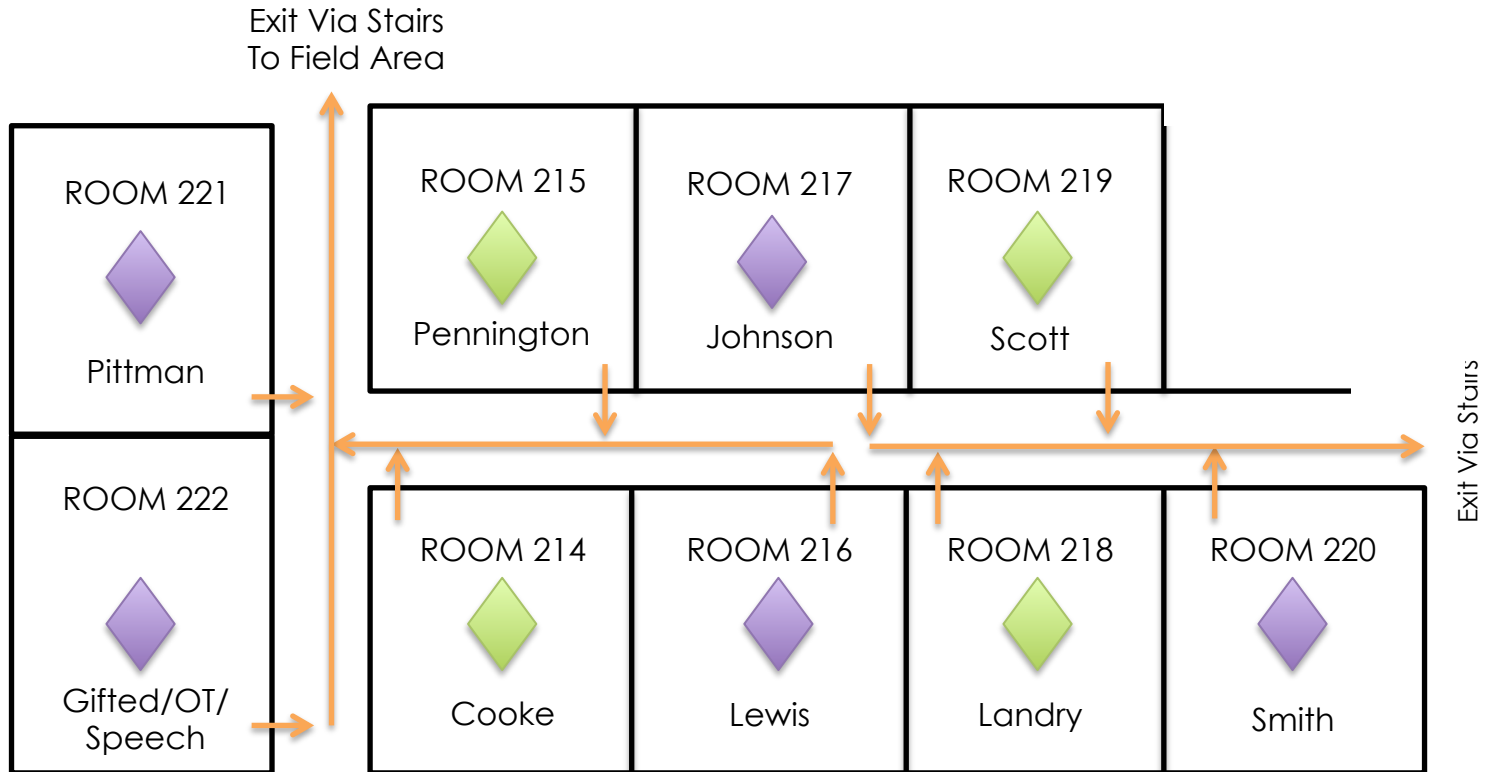 Exit Via Stairs
To Field Area
ROOM 221
Pittman
ROOM 222
Gifted/OT/
Speech
ROOM 215
Pennington
ROOM 217
Johnson
ROOM 219
Scott
ROOM 214
Cooke
ROOM 216
Lewis
ROOM 218
Landry
ROOM 220
Smith
Exit Via Stairs